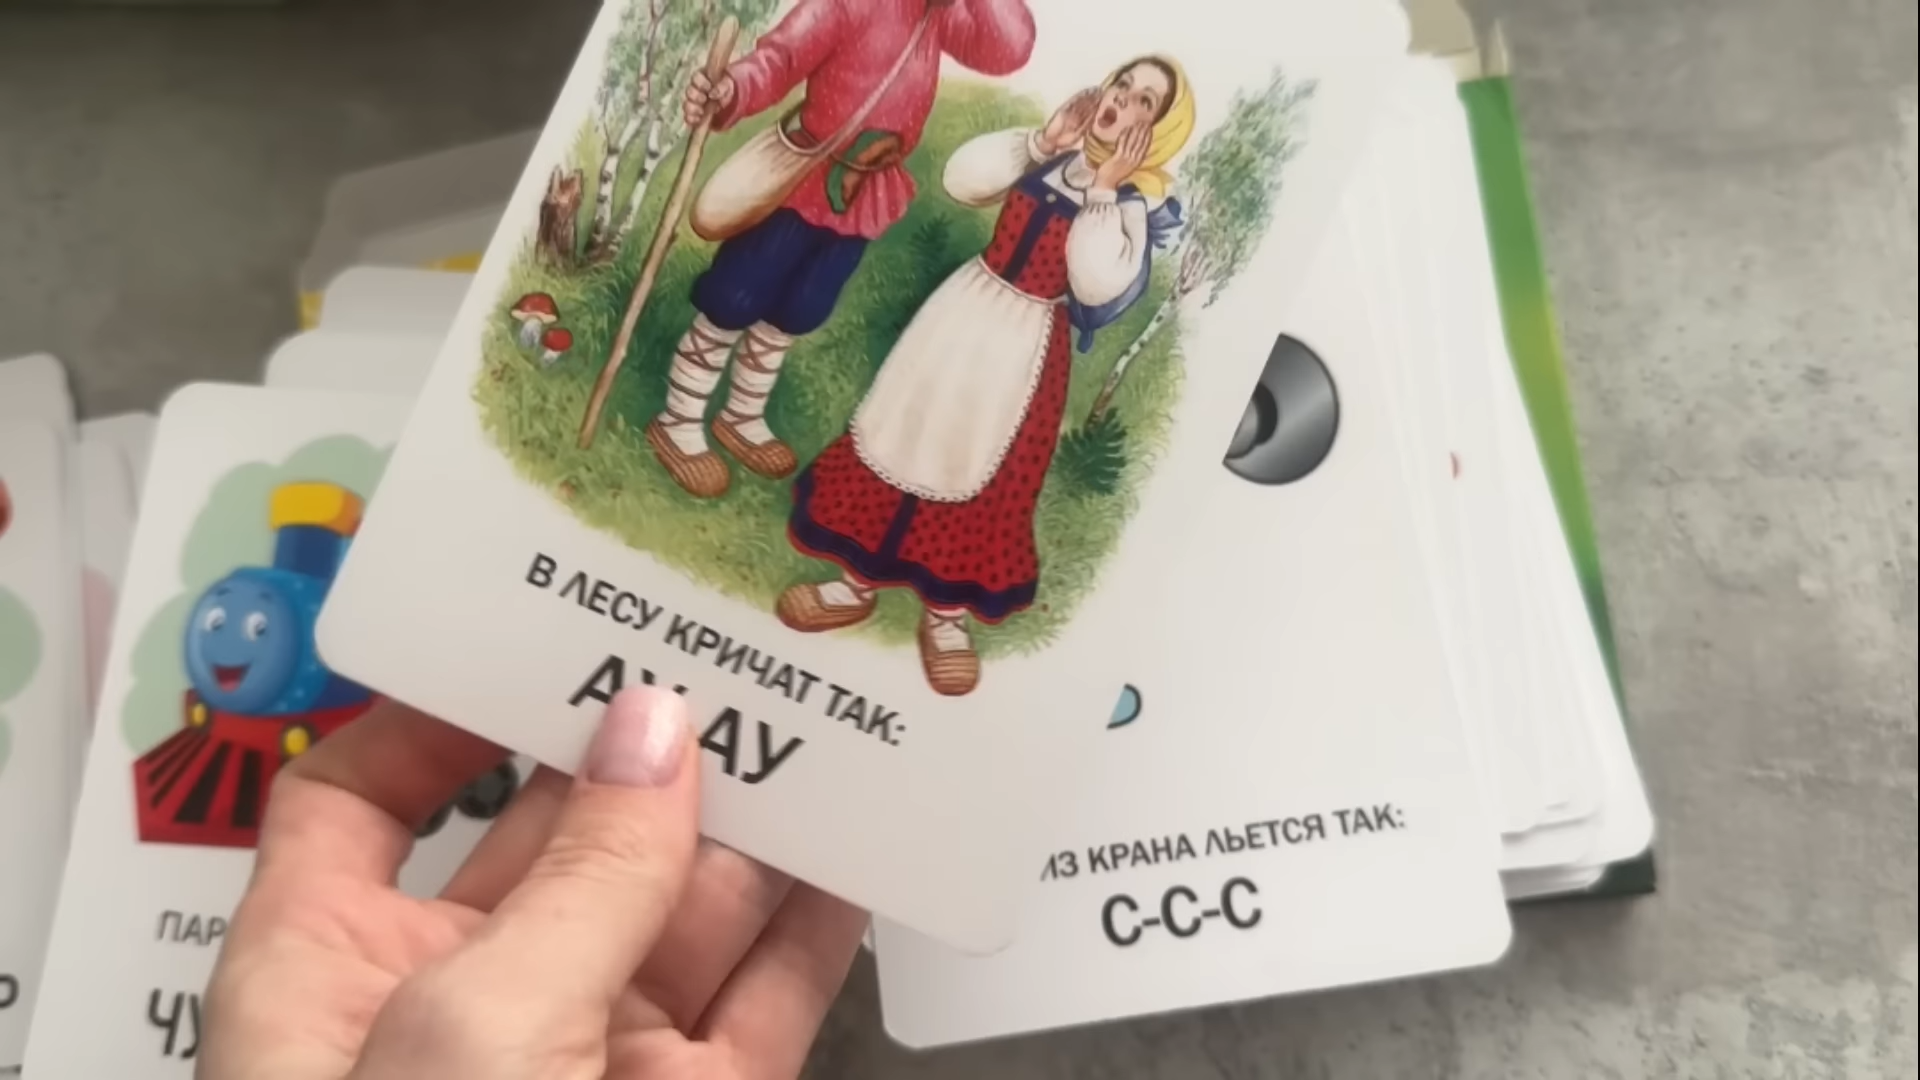 В ЛЕСУ КРИЧАТ ТАК:
АУ-АУ
ИЗ КРАНА ЛЬЕТСЯ ТАК:
С-С-С